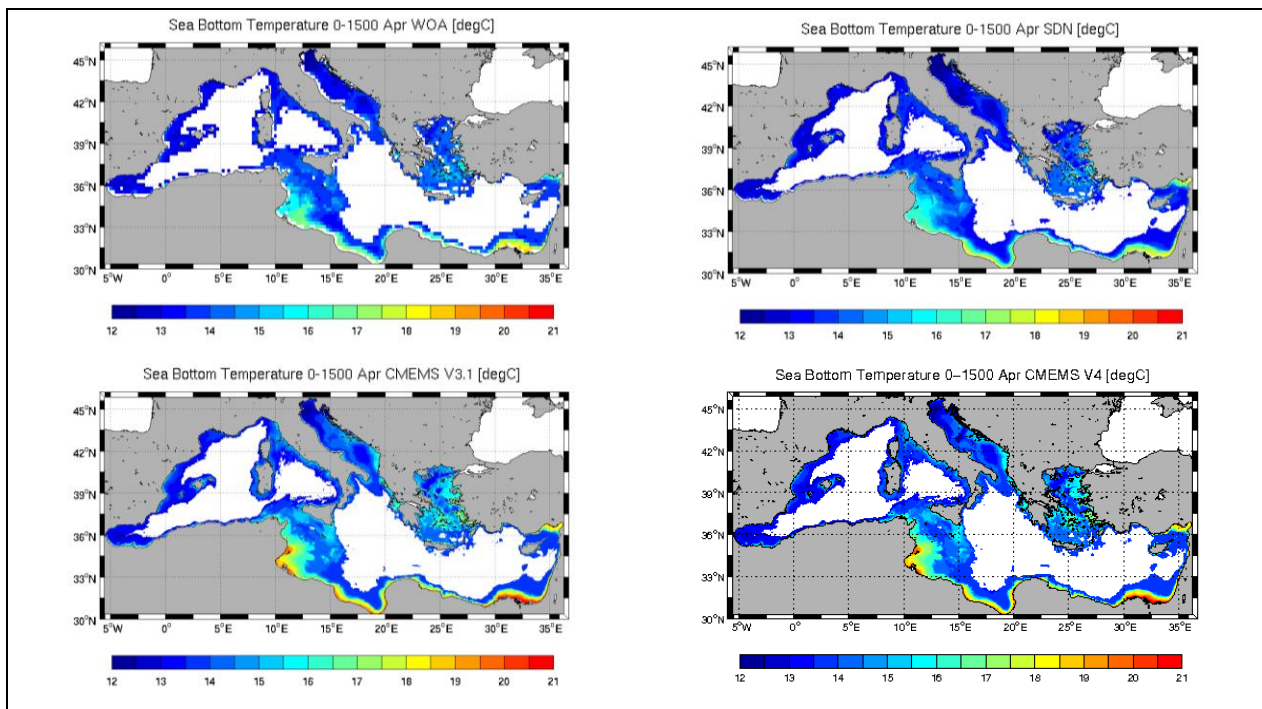 Sea Bottom Temperature 0-1500 Apr WOA [degC]
45°N
42°N
39°N
36°N
33°N
30°N
5°W 0° 5°E 10°E 15°E 20°E 25°E 30°E 35°E
12 13 14 15 16 17 18 19 20 21
Sea Bottom Temperature 0-1500 Apr SDN [degC]
45°N
42°N
39°N
36°N
33°N
30°N
5°W 0° 5°E 10°E 15°E 20°E 25°E 30°E 35°E
12 13 14 15 16 17 18 19 20 21
Sea Bottom Temperature 0-1500 Apr CMEMS V3.1 [degC]
45°N
42°N
39°N
36°N
33°N
30°N
5°W 0° 5°E 10°E 15°E 20°E 25°E 30°E 35°E
12 13 14 15 16 17 18 19 20 21
Sea Bottom Temperature 0–1500 Apr CMEMS V4 [degC]
45°N
42°N
39°N
36°N
33°N
30°N
5°W 0° 5°E 10°E 15°E 20°E 25°E 30°E 35°E
12 13 14 15 16 17 18 19 20 21